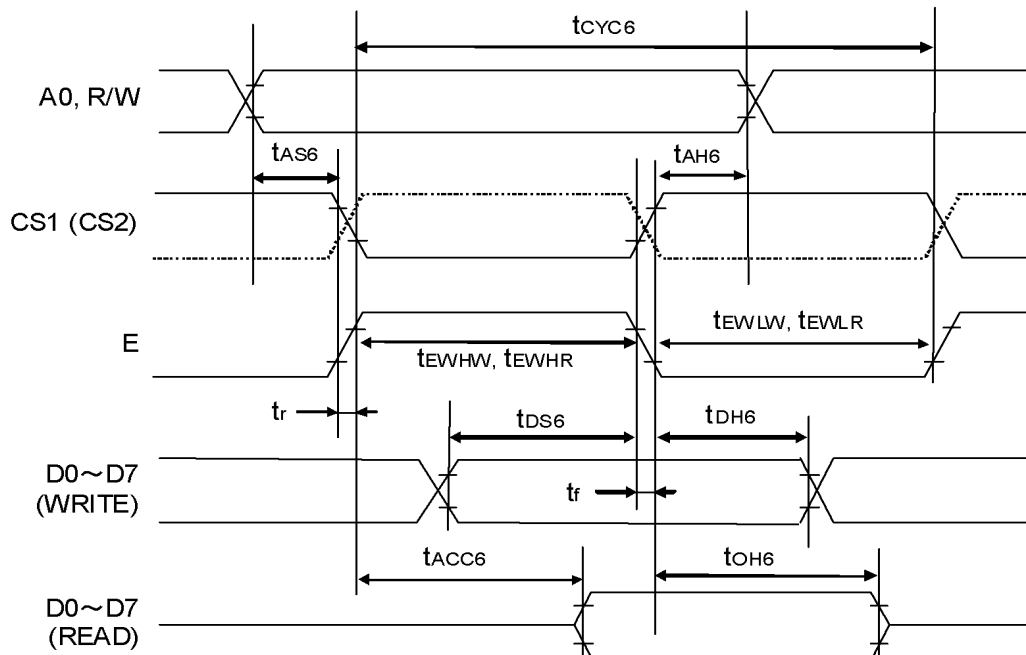 tCYC6
A0, R/W
tAS6
tAH6
CS1 (CS2)
tEWLW, tEWLR
E
tEWHW, tEWHR
tr
tDS6
tDH6
D0～D7
(WRITE)
tf
tACC6
tOH6
D0～D7
(READ)